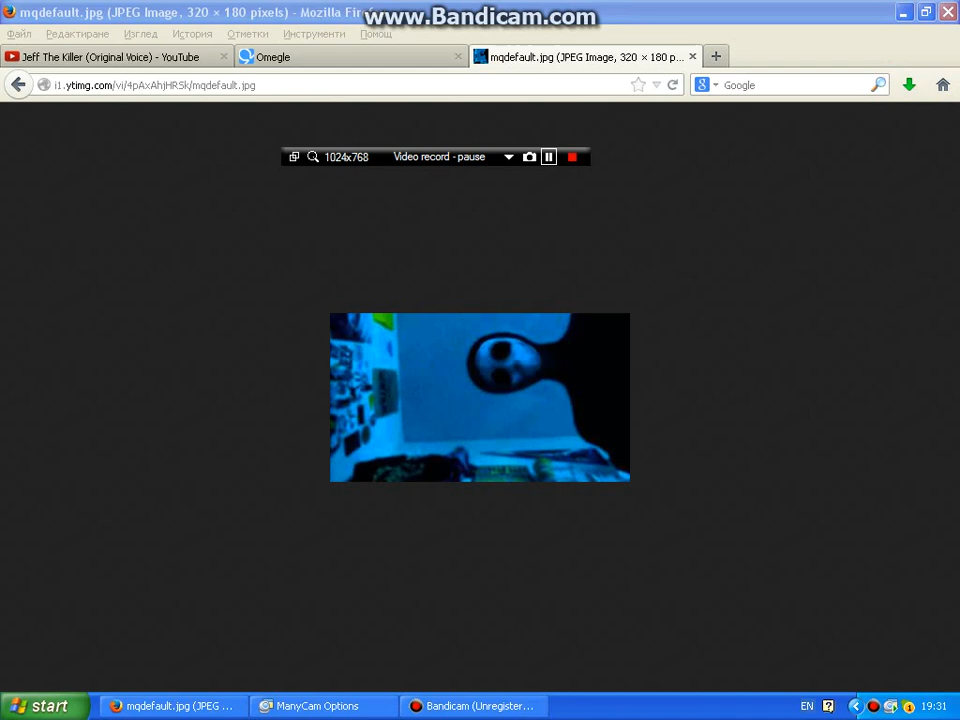 mqdefault.jpg (JPEG Image, 320 × 180 pixels) - Mozilla
www.Bandicam.com
Файл Редактиране Изглед История Отметки Инструменти Помощ
Jeff The Killer (Original Voice) - YouTube
Omegle
mqdefault.jpg (JPEG Image, 320 × 180 p...
i1.ytimg.com/vi/4pAxAhjHRSk/mqdefault.jpg
Google
1024x768 Video record - pause
start
mqdefault.jpg (JPEG ...
ManyCam Options
Bandicam (Unregister...
EN
19:31